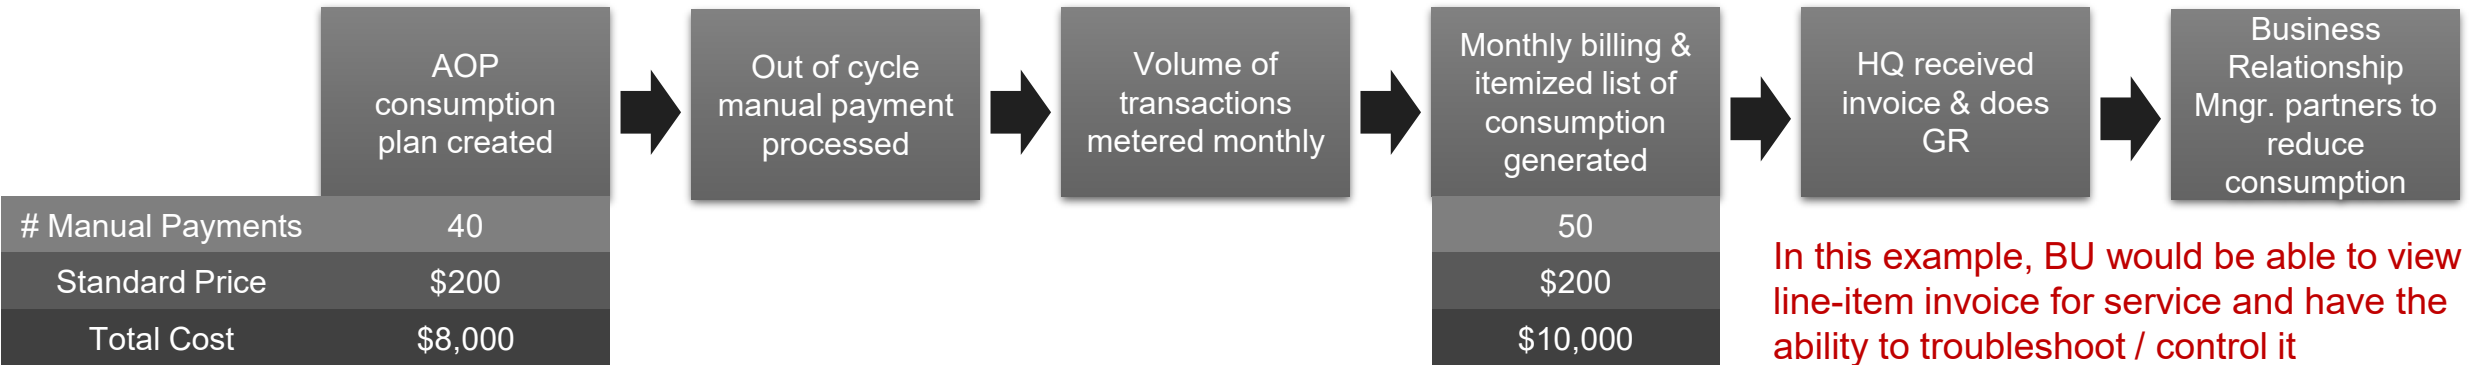 AOP
consumption
plan created
Out of cycle
manual payment
processed
Volume of
transactions
metered monthly
Monthly billing &
itemized list of
consumption
generated
HQ received
invoice & does
GR
Business
Relationship
Mngr. partners to
reduce
consumption
# Manual Payments 40 50
Standard Price $200 $200
Total Cost $8,000 $10,000
In this example, BU would be able to view
line-item invoice for service and have the
ability to troubleshoot / control it